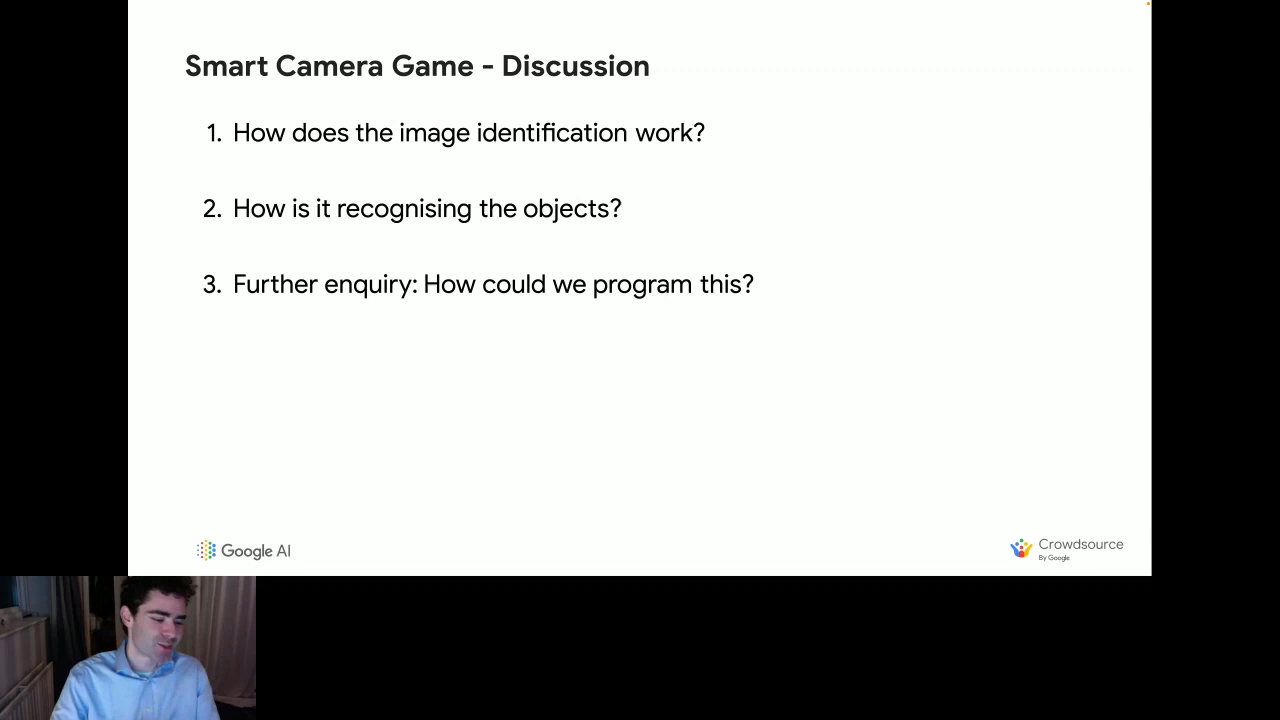 Smart Camera Game - Discussion
1. How does the image identification work?
2. How is it recognising the objects?
3. Further enquiry: How could we program this?
Google AI
Crowdsource
By Google